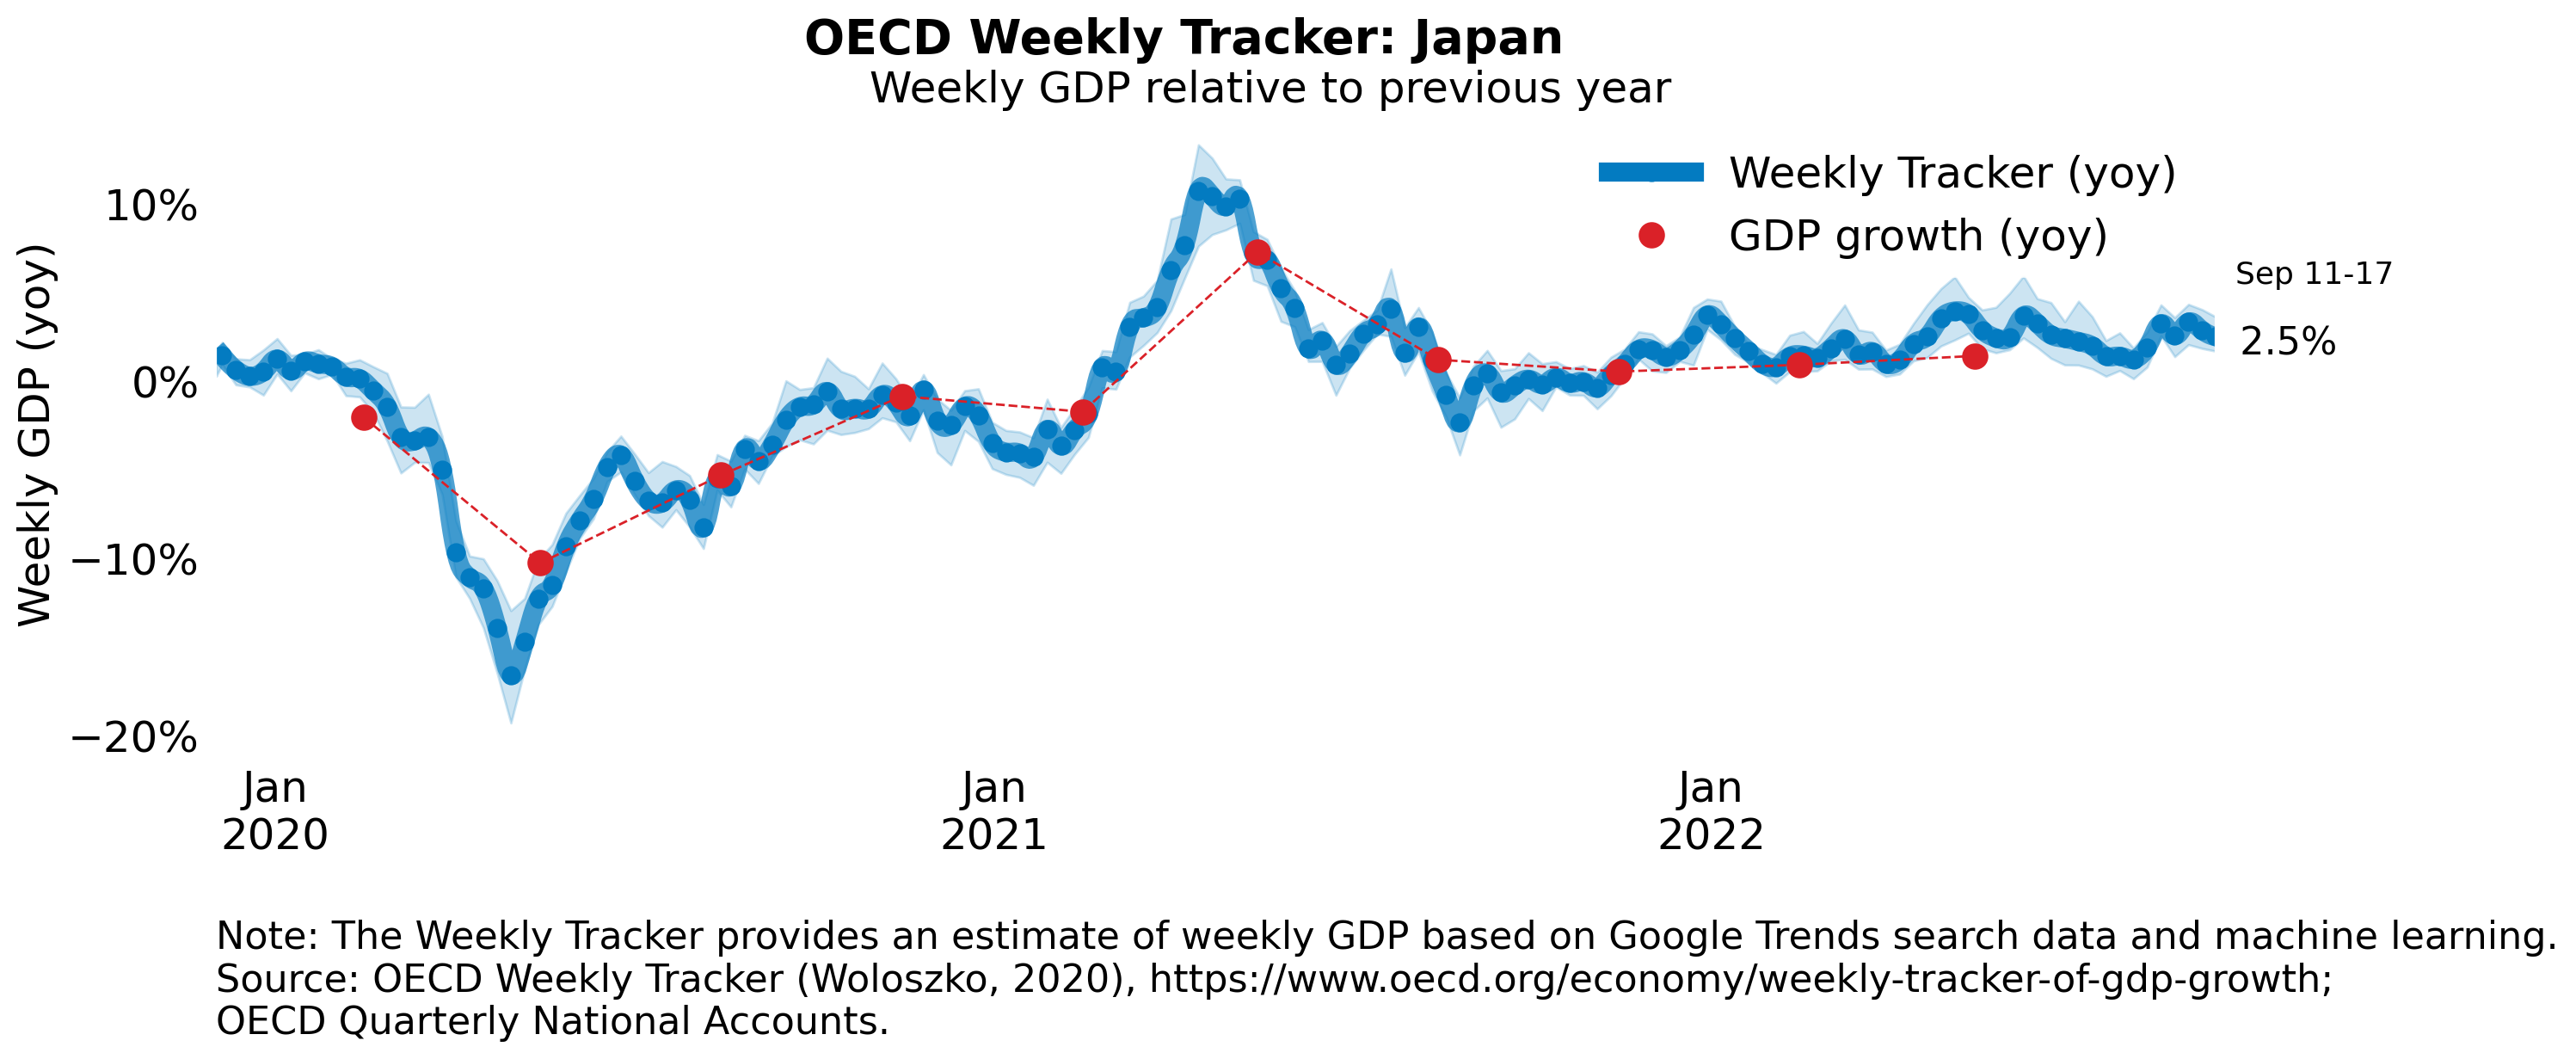 OECD Weekly Tracker: Japan
Weekly GDP relative to previous year
Weekly Tracker (yoy)
GDP growth (yoy)
Weekly GDP (yoy)
10%
0%
−10%
−20%
Sep 11-17
2.5%
Jan
2020
Jan
2021
Jan
2022
Note: The Weekly Tracker provides an estimate of weekly GDP based on Google Trends search data and machine learning.
Source: OECD Weekly Tracker (Woloszko, 2020), https://www.oecd.org/economy/weekly-tracker-of-gdp-growth;
OECD Quarterly National Accounts.